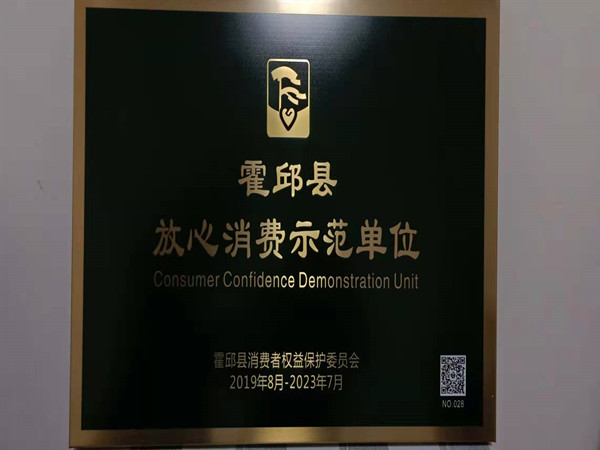 霍邱县
放心消费示范单位
Consumer Confidence Demonstration Unit
霍邱县消费者权益保护委员会
2019年8月-2023年7月
NO.028